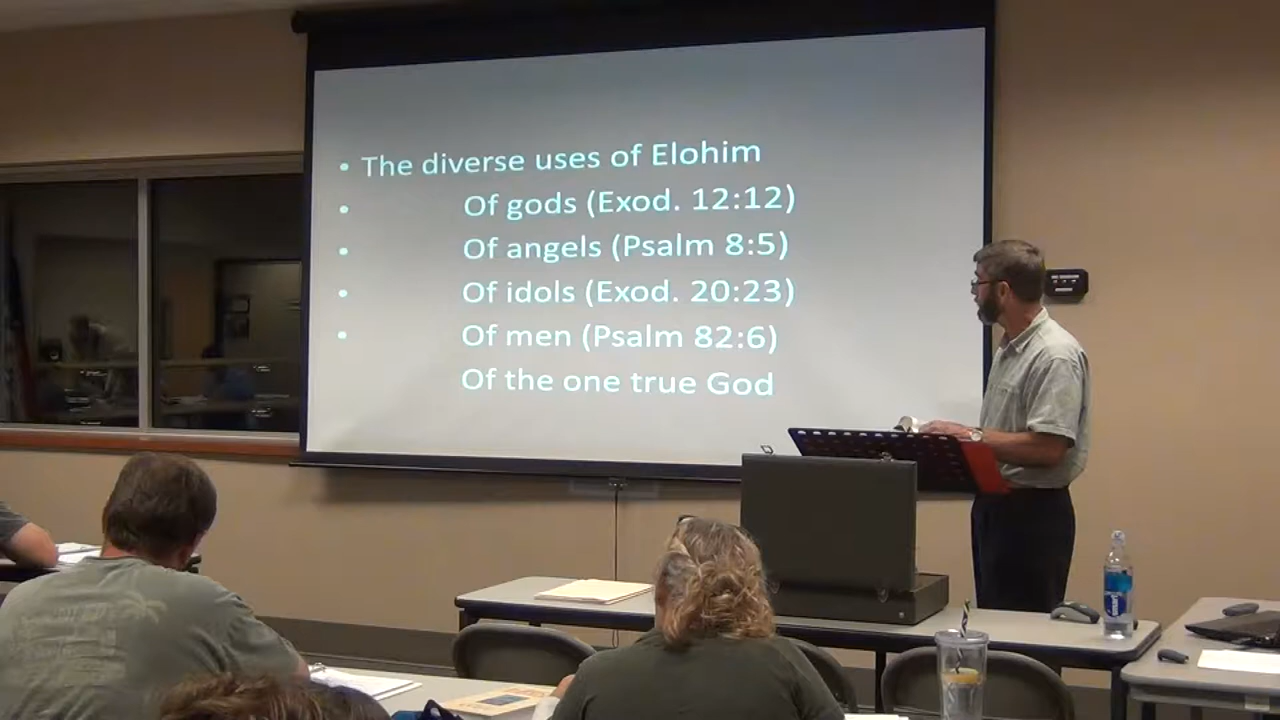 • The diverse uses of Elohim
• Of gods (Exod. 12:12)
• Of angels (Psalm 8:5)
• Of idols (Exod. 20:23)
• Of men (Psalm 82:6)
Of the one true God